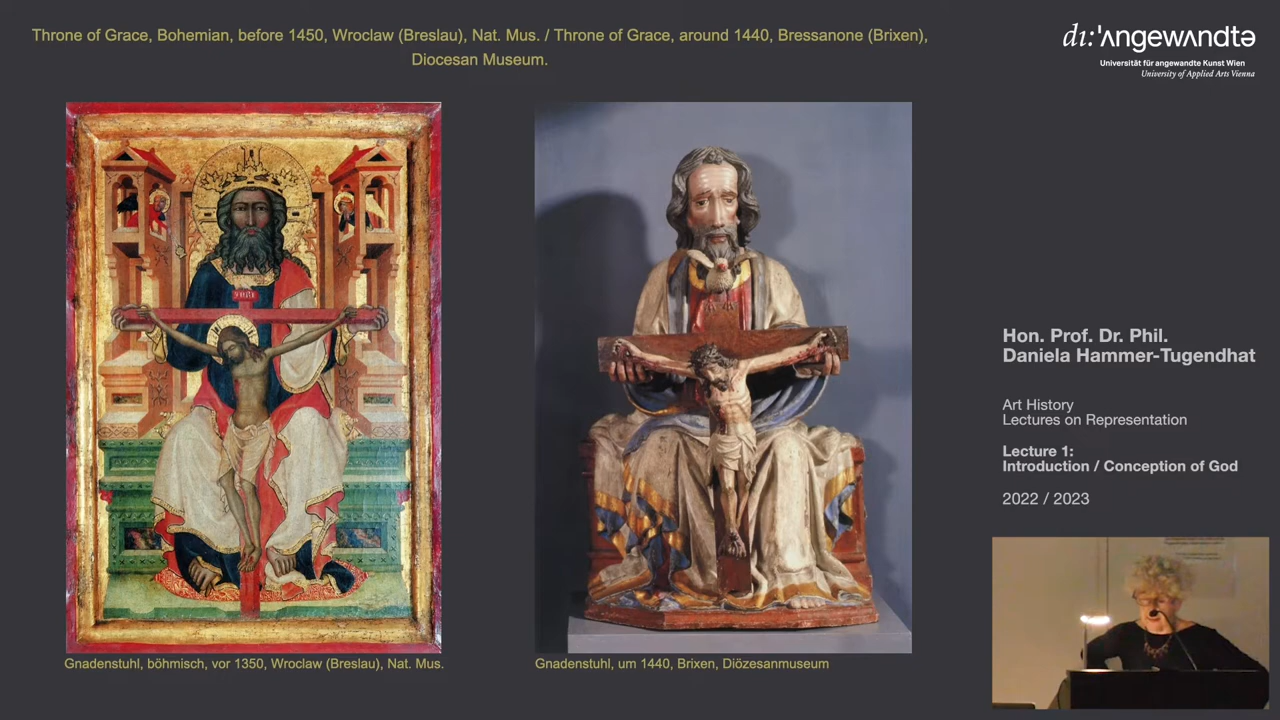 Throne of Grace, Bohemian, before 1450, Wroclaw (Breslau), Nat. Mus. / Throne of Grace, around 1440, Bressanone (Brixen),
Diocesan Museum.
dı:'ʌngewʌndtə
Universität für angewandte Kunst Wien
University of Applied Arts Vienna
Gnadenstuhl, böhmisch, vor 1350, Wroclaw (Breslau), Nat. Mus.
Gnadenstuhl, um 1440, Brixen, Diözesanmuseum
Hon. Prof. Dr. Phil.
Daniela Hammer-Tugendhat
Art History
Lectures on Representation
Lecture 1:
Introduction / Conception of God
2022 / 2023